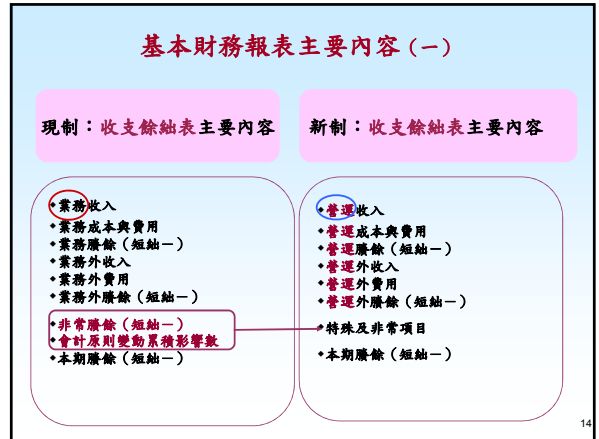 基本財務報表主要內容(一)
現制：收支餘絀表主要內容
業務收入
業務成本與費用
業務賸餘（短絀－）
業務外收入
業務外費用
業務外賸餘（短絀－）
非常賸餘（短絀－）
會計原則變動累積影響數
本期賸餘（短絀－）
新制：收支餘絀表主要內容
營運收入
營運成本與費用
營運賸餘（短絀－）
營運外收入
營運外費用
營運外賸餘（短絀－）
特殊及非常項目
本期賸餘（短絀－）
14